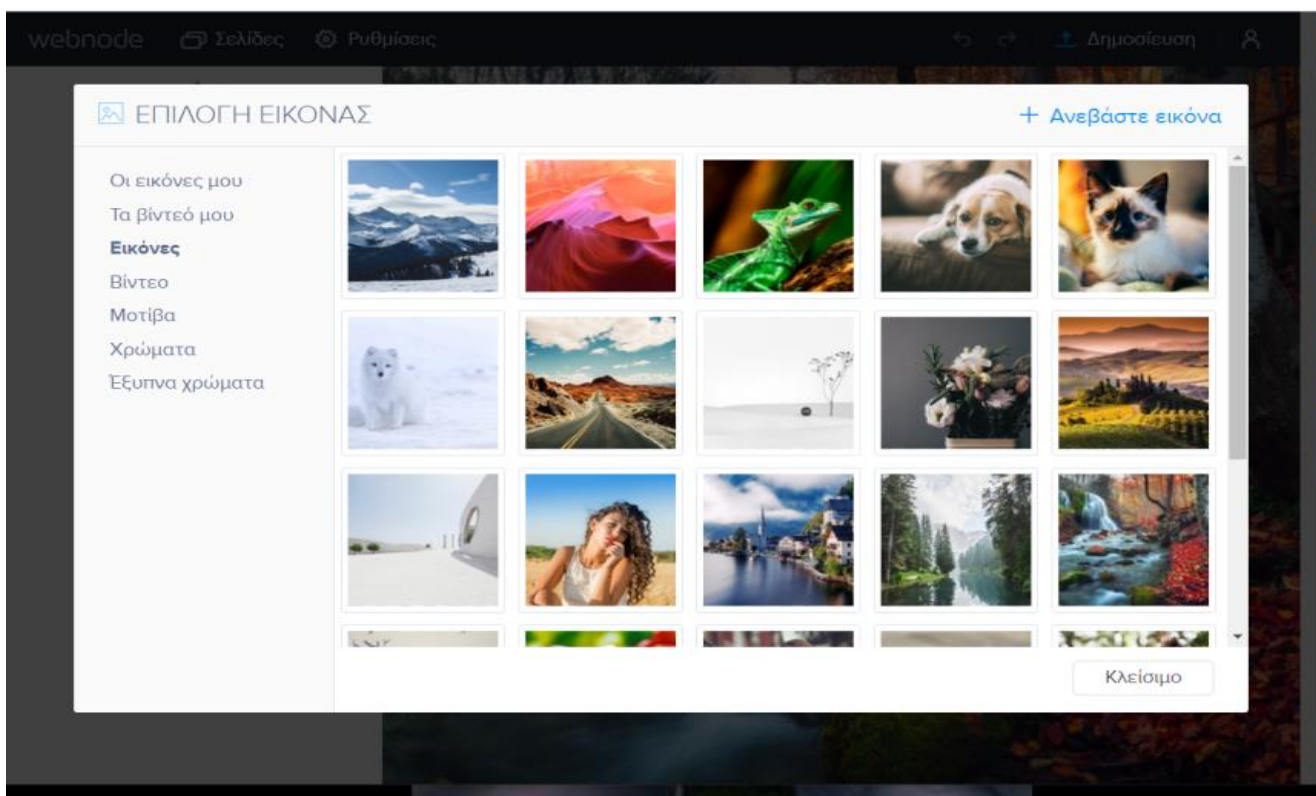 webnode Σελίδες Ρυθμίσεις Δημοσίευση
ΕΠΙΛΟΓΗ ΕΙΚΟΝΑΣ
+ Ανεβάστε εικόνα
Οι εικόνες μου
Τα βίντεό μου
Εικόνες
Βίντεο
Μοτίβα
Χρώματα
Έξυπνα χρώματα
Κλείσιμο